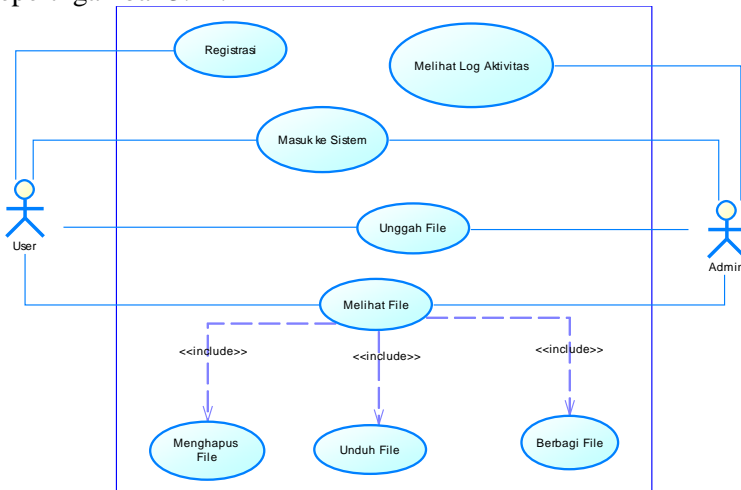 Registrasi
Melihat Log Aktivitas
Masuk ke Sistem
Unggah File
User
Admin
Melihat File
<<include>>
<<include>>
<<include>>
Menghapus
File
Unduh File
Berbagi File